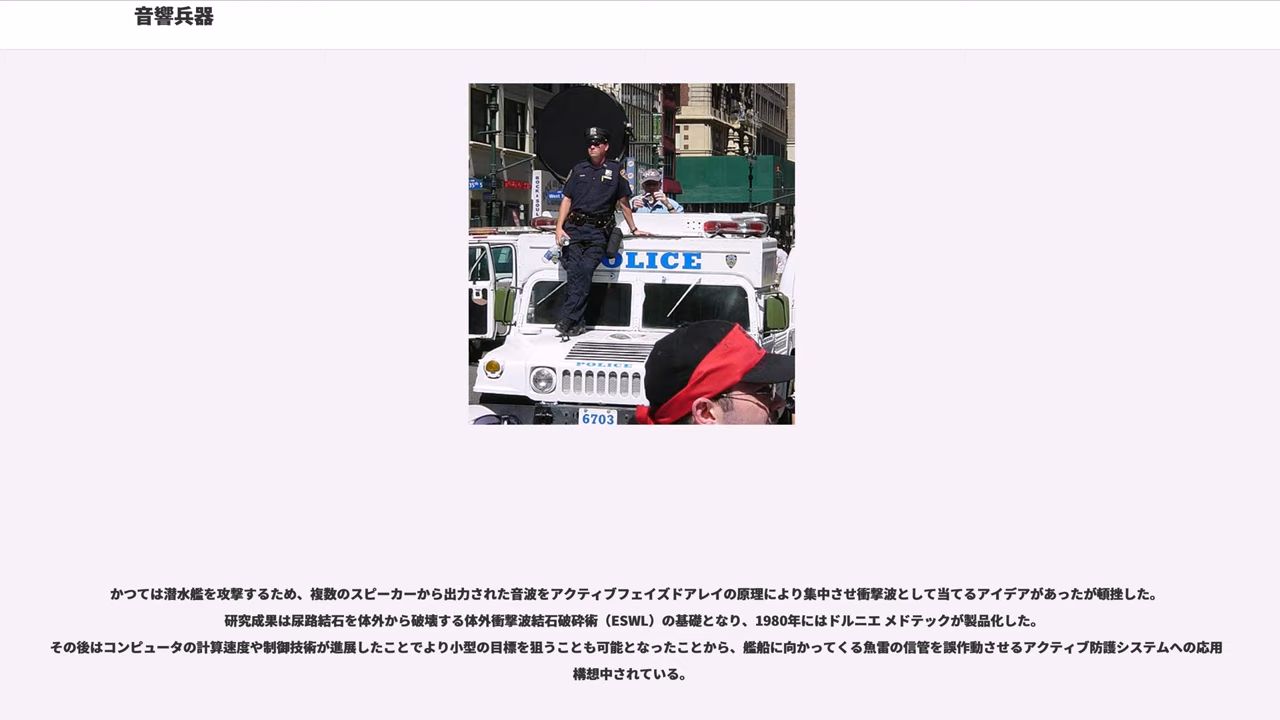 音響兵器
35th S
West 3
ROCK & SOUL
POLICE
POLICE
6703
かつては潜水艦を攻撃するため、複数のスピーカーから出力された音波をアクティブフェイズドアレイの原理により集中させ衝撃波として当てるアイデアがあったが頓挫した。
研究成果は尿路結石を体外から破壊する体外衝撃波結石破砕術（ESWL）の基礎となり、1980年にはドルニエ メドテックが製品化した。
その後はコンピュータの計算速度や制御技術が進展したことでより小型の目標を狙うことも可能となったことから、艦船に向かってくる魚雷の信管を誤作動させるアクティブ防護システムへの応用
構想中されている。